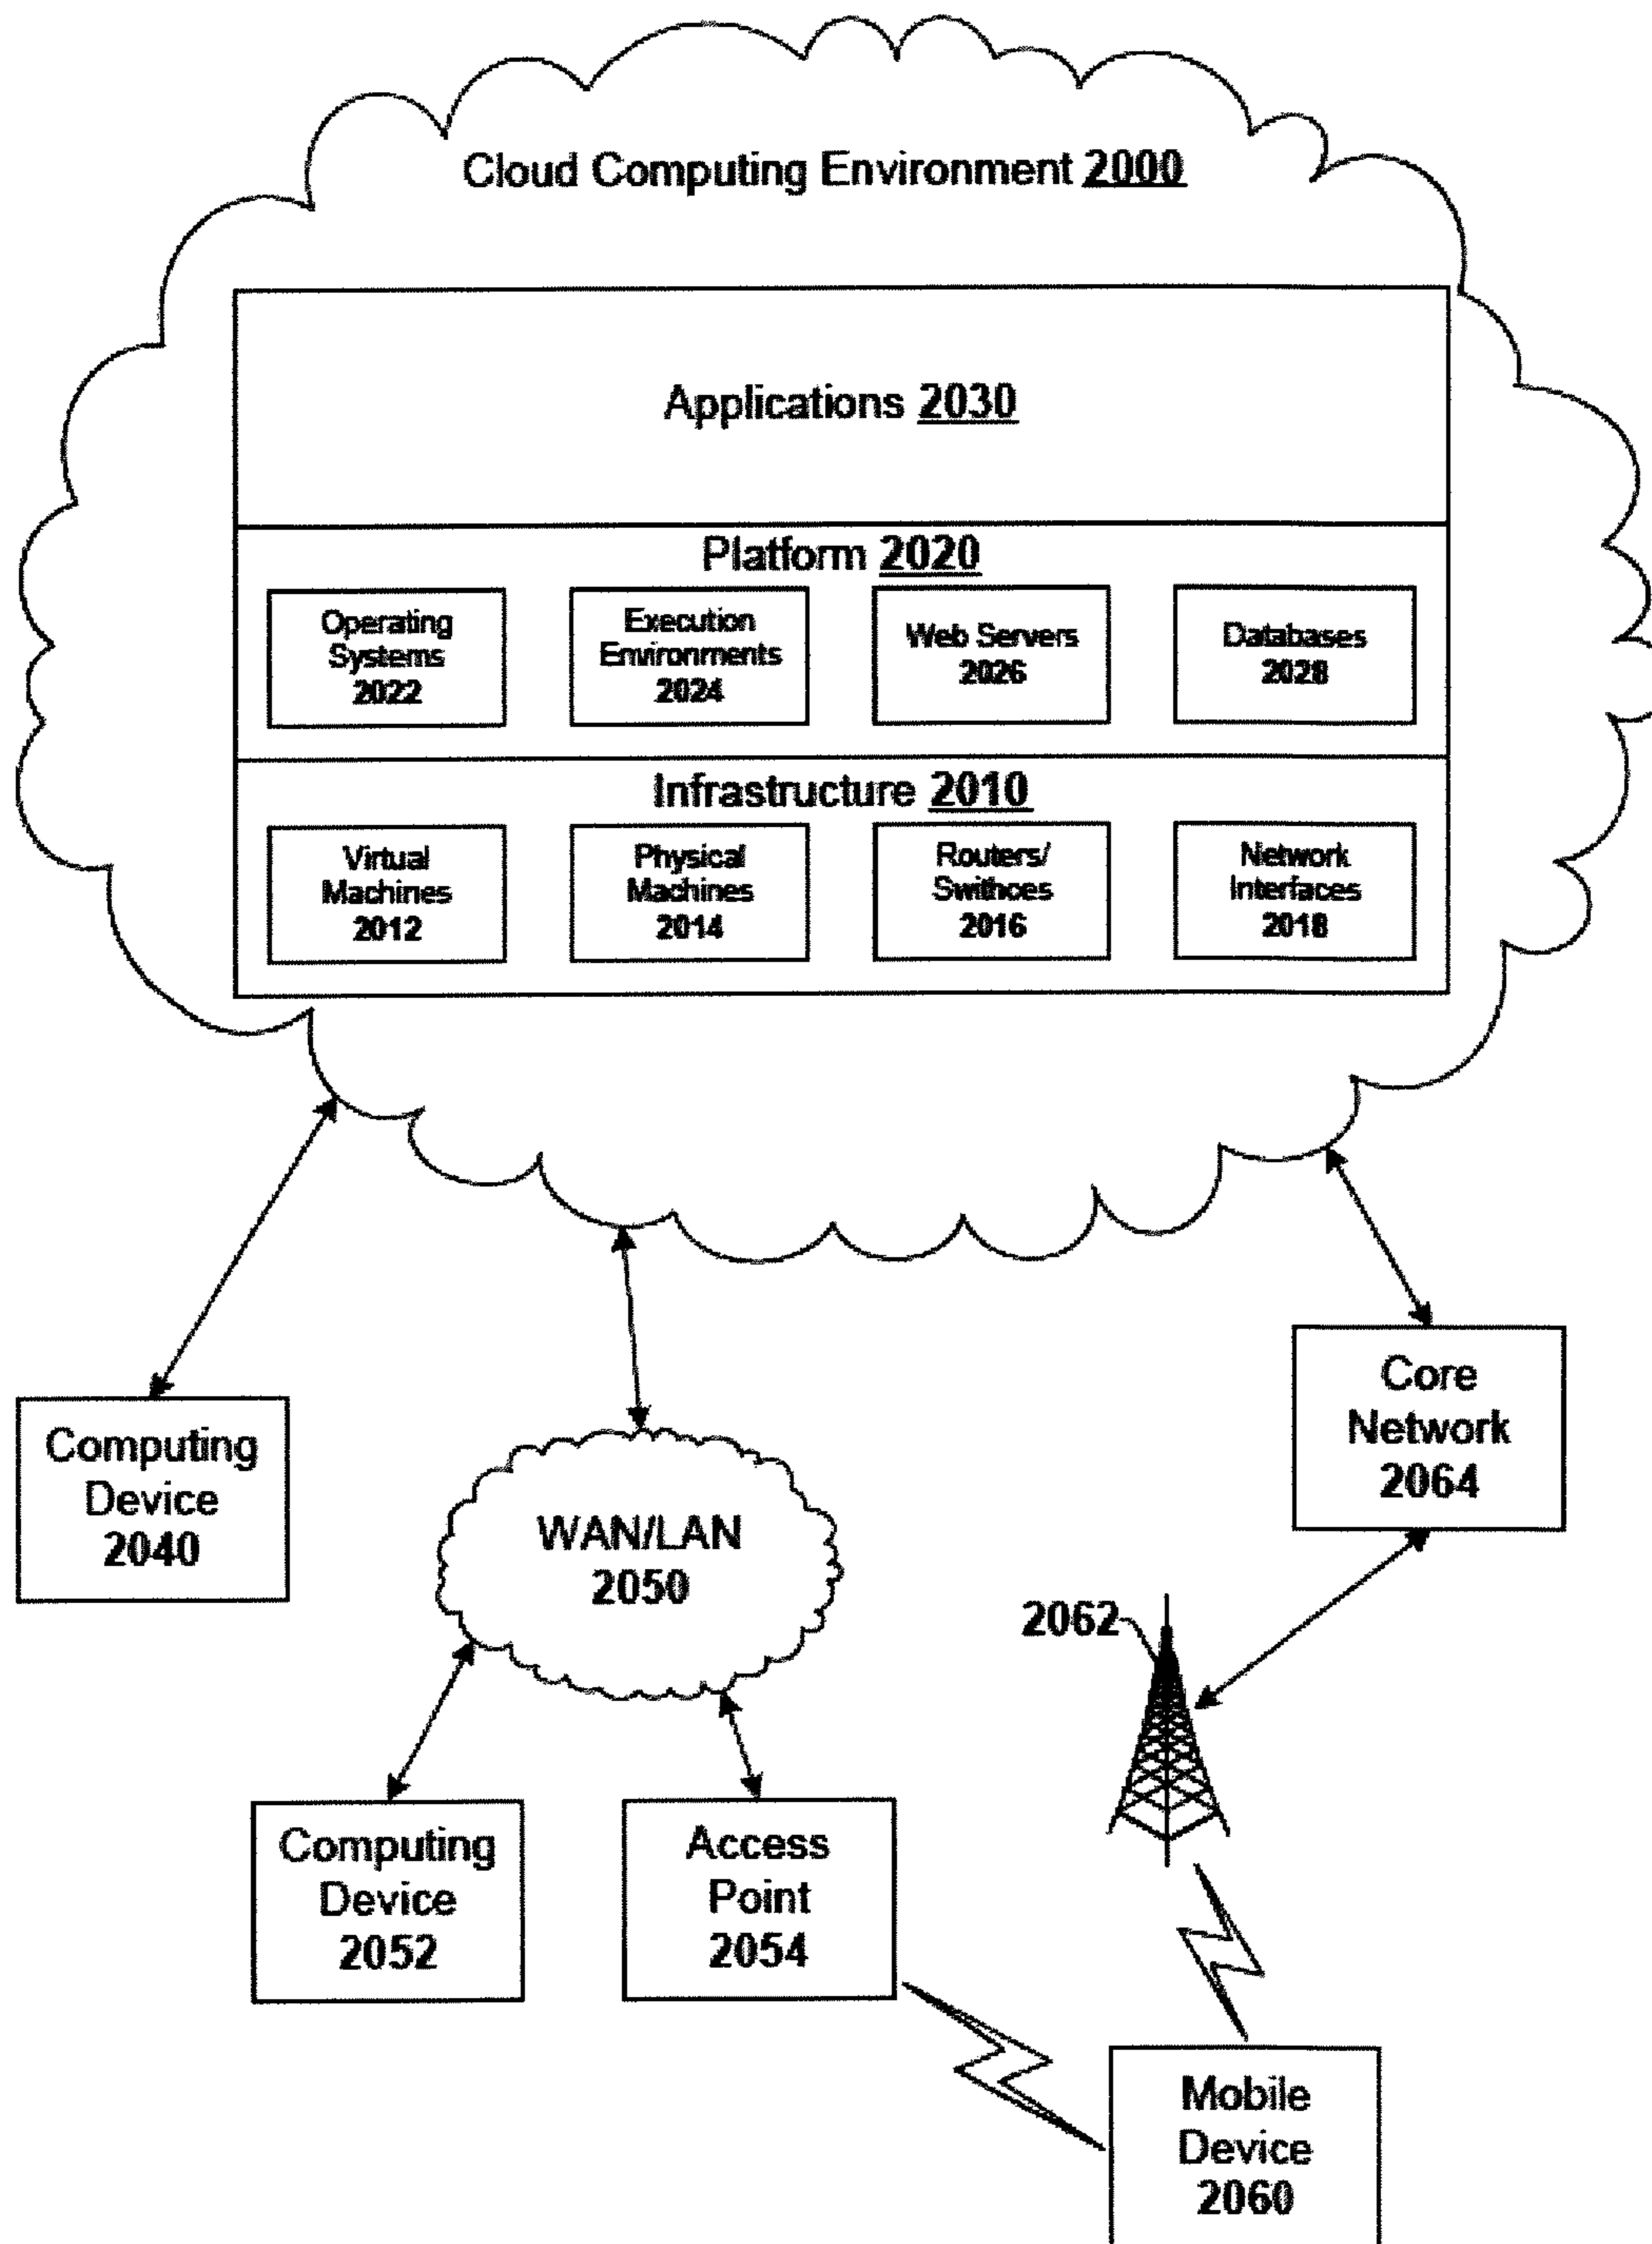 Cloud Computing Environment 2000
Applications 2030
Platform 2020
Operating
Systems
2022
Execution
Environments
2024
Web Servers
2026
Databases
2028
Infrastructure 2010
Virtual
Machines
2012
Physical
Machines
2014
Routers/
Swithces
2016
Network
Interfaces
2018
Computing
Device
2040
WAN/LAN
2050
Core
Network
2064
2062
Computing
Device
2052
Access
Point
2054
Mobile
Device
2060